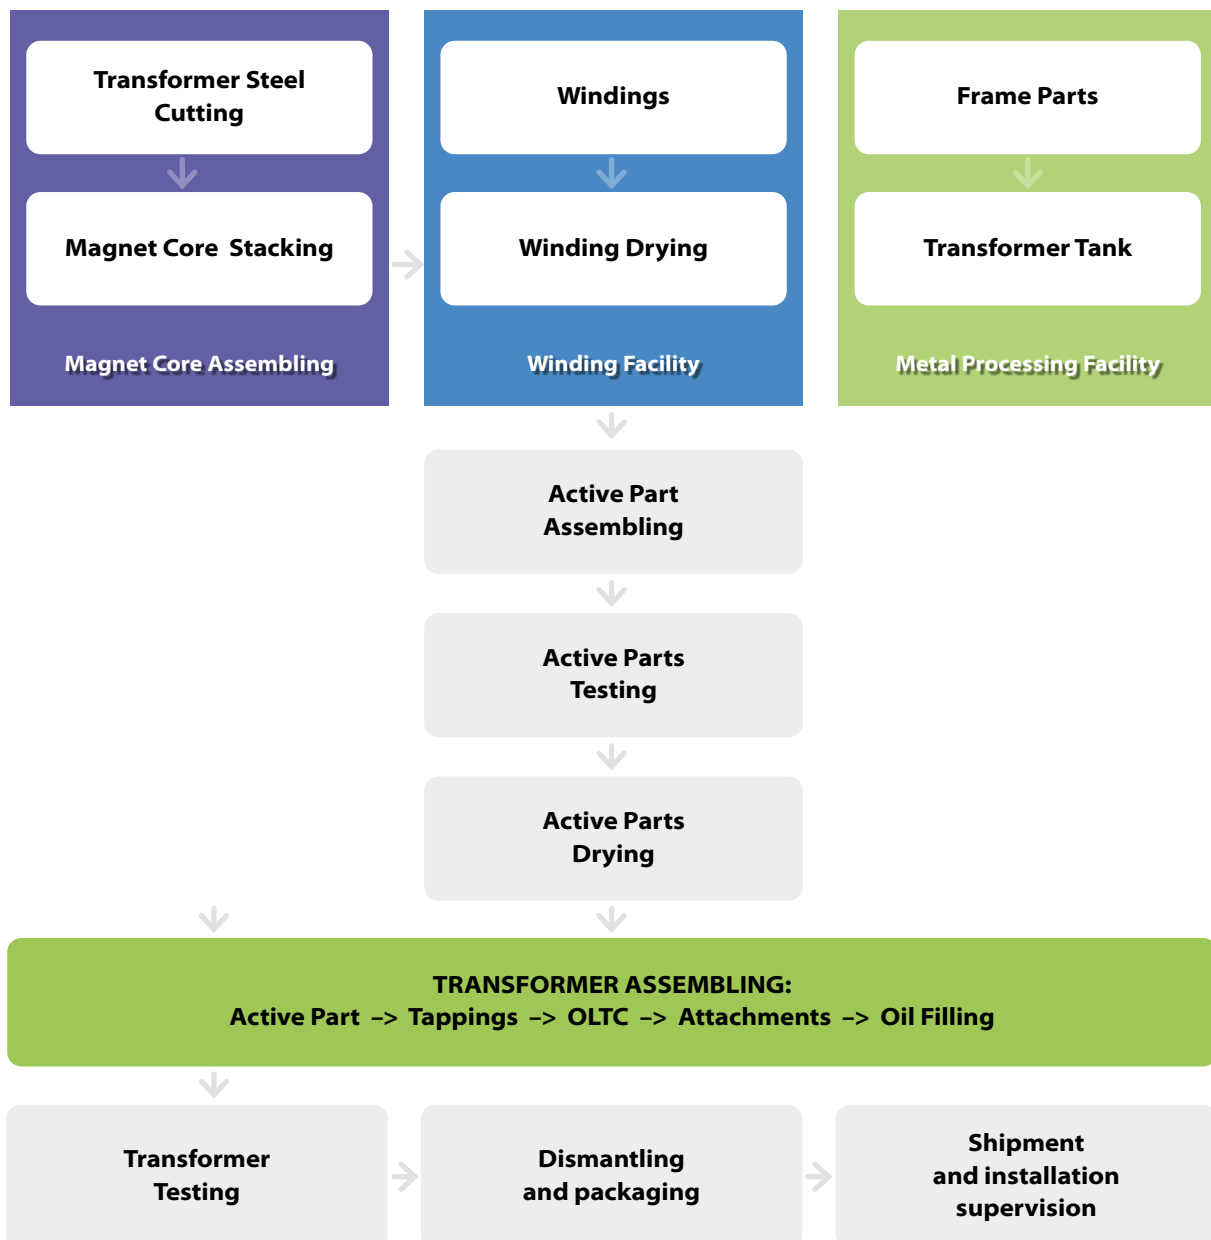 Transformer Steel
Cutting
Magnet Core Stacking
Magnet Core Assembling
Windings
Winding Drying
Winding Facility
Frame Parts
Transformer Tank
Metal Processing Facility
Active Part
Assembling
Active Parts
Testing
Active Parts
Drying
TRANSFORMER ASSEMBLING:
Active Part –> Tappings –> OLTC –> Attachments –> Oil Filling
Transformer
Testing
Dismantling
and packaging
Shipment
and installation
supervision